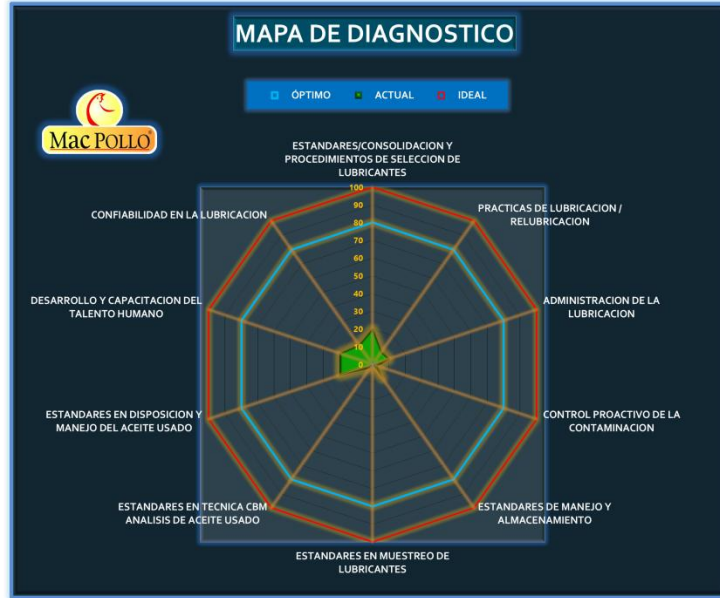 MAPA DE DIAGNOSTICO
ÓPTIMO ACTUAL IDEAL
Mac POLLO®
ESTANDARES/CONSOLIDACION Y
PROCEDIMIENTOS DE SELECCION DE
LUBRICANTES
CONFIABILIDAD EN LA LUBRICACION
PRACTICAS DE LUBRICACION /
RELUBRICACION
DESARROLLO Y CAPACITACION DEL
TALENTO HUMANO
ADMINISTRACION DE LA
LUBRICACION
ESTANDARES EN DISPOSICION Y
MANEJO DEL ACEITE USADO
CONTROL PROACTIVO DE LA
CONTAMINACION
ESTANDARES EN TECNICA CBM
ANALISIS DE ACEITE USADO
ESTANDARES DE MANEJO Y
ALMACENAMIENTO
ESTANDARES EN MUESTREO DE
LUBRICANTES
100
90
80
70
60
50
40
30
20
10
0